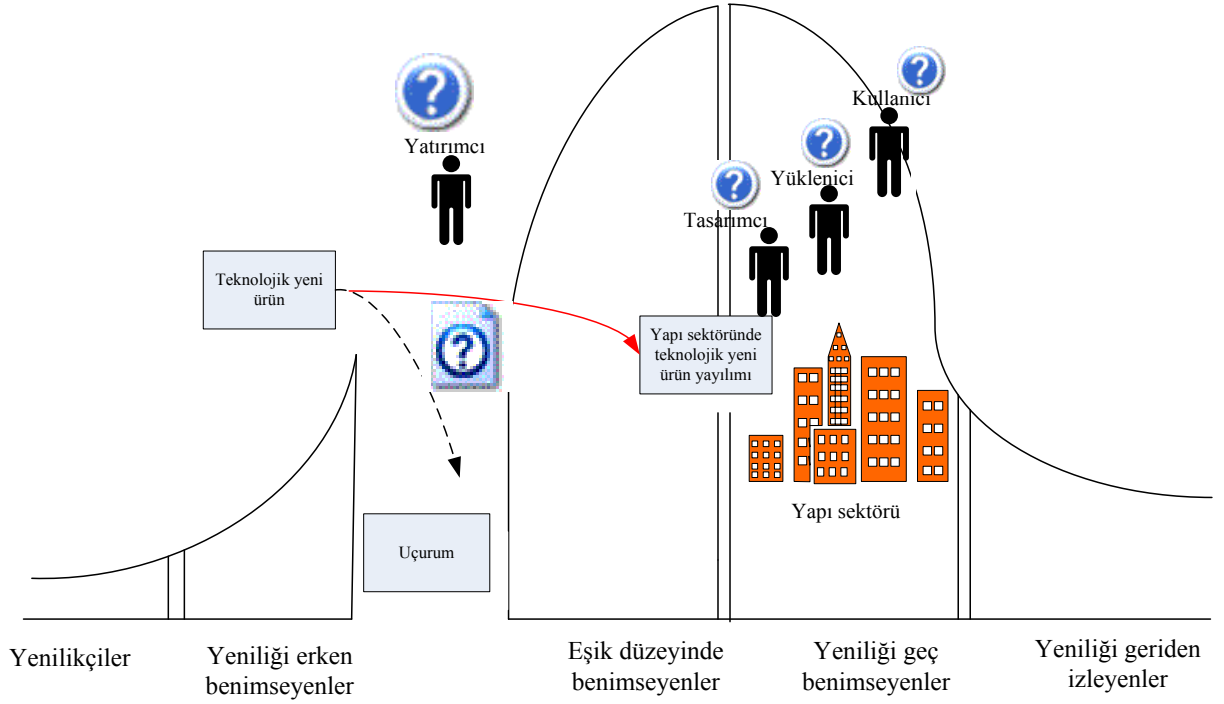 Kullanici
Yatırımcı
Yüklenici
Tasarımcı
Teknolojik yeni
ürün
Yapı sektöründe
teknolojik yeni
ürün yayılımı
Yapı sektörü
Uçurum
Yenilikçiler
Yeniliği erken
benimseyenler
Eşik düzeyinde
benimseyenler
Yeniliği geç
benimseyenler
Yeniliği geriden
izleyenler